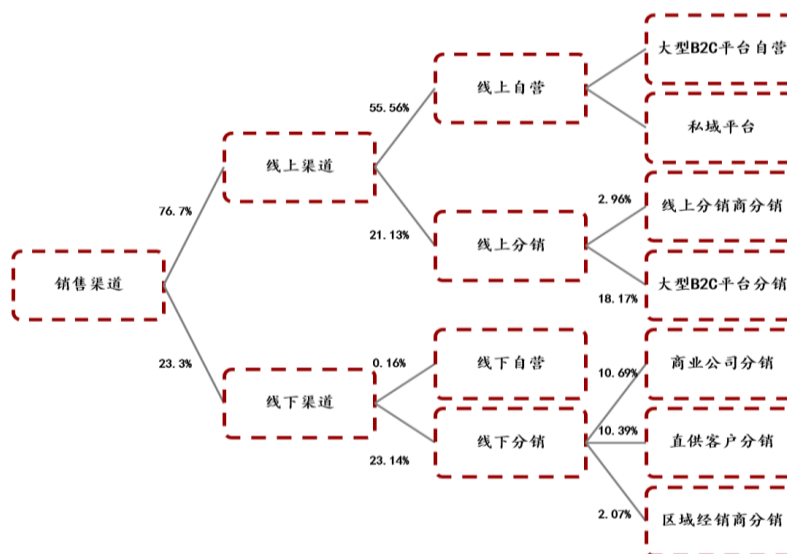 大型B2C平台自营
线上自营
55.56%
私域平台
线上渠道
76.7%
2.96%
线上分销商分销
21.13%
线上分销
销售渠道
大型B2C平台分销
18.17%
23.3%
0.16%
线下自营
10.69%
商业公司分销
线下渠道
10.39%
23.14%
线下分销
直供客户分销
2.07%
区域经销商分销